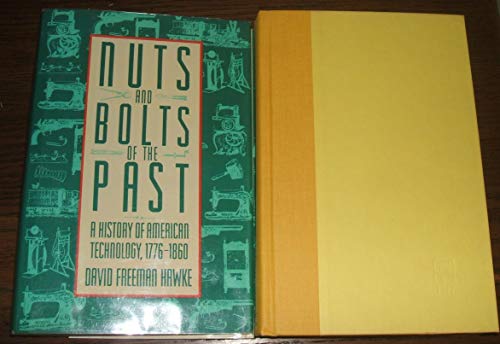 NUTS
AND
BOLTS
OF THE
PAST
A HISTORY OF AMERICAN
TECHNOLOGY, 1776-1860
DAVID FREEMAN HAWKE